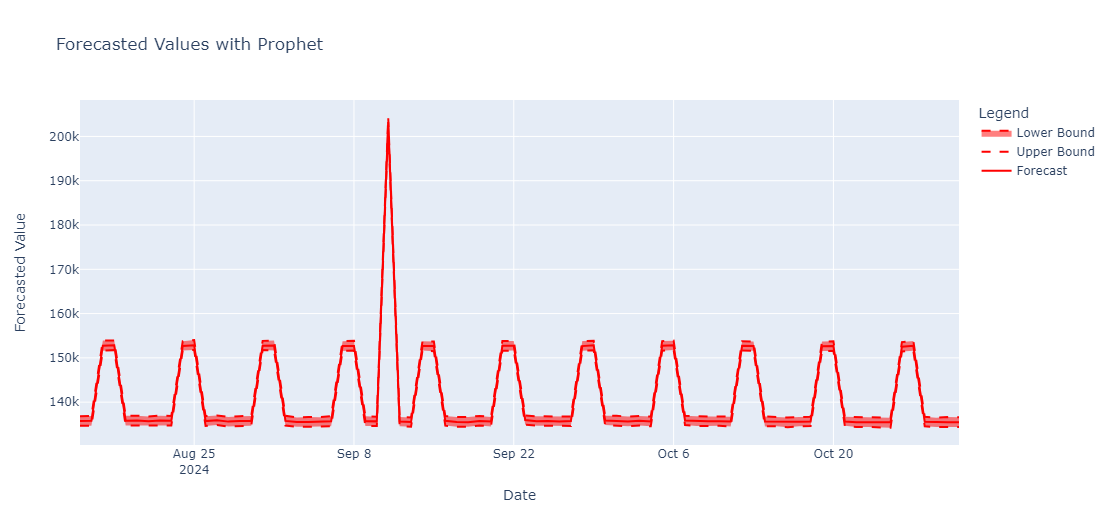 Forecasted Values with Prophet
Legend
Lower Bound
Upper Bound
Forecast
200k
190k
180k
170k
160k
150k
140k
Forecasted Value
Aug 25
2024
Sep 8
Sep 22
Oct 6
Oct 20
Date